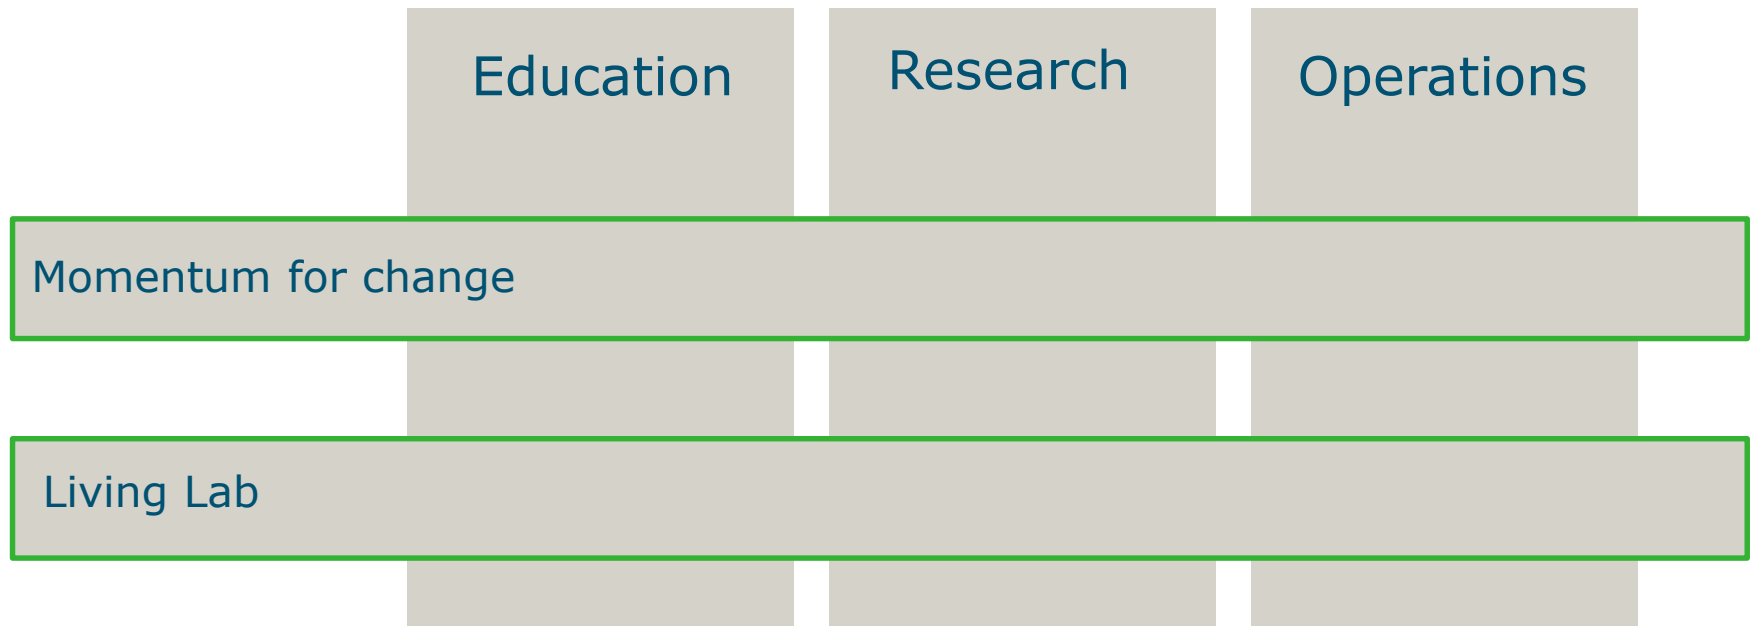 Education
Research
Operations
Momentum for change
Living Lab